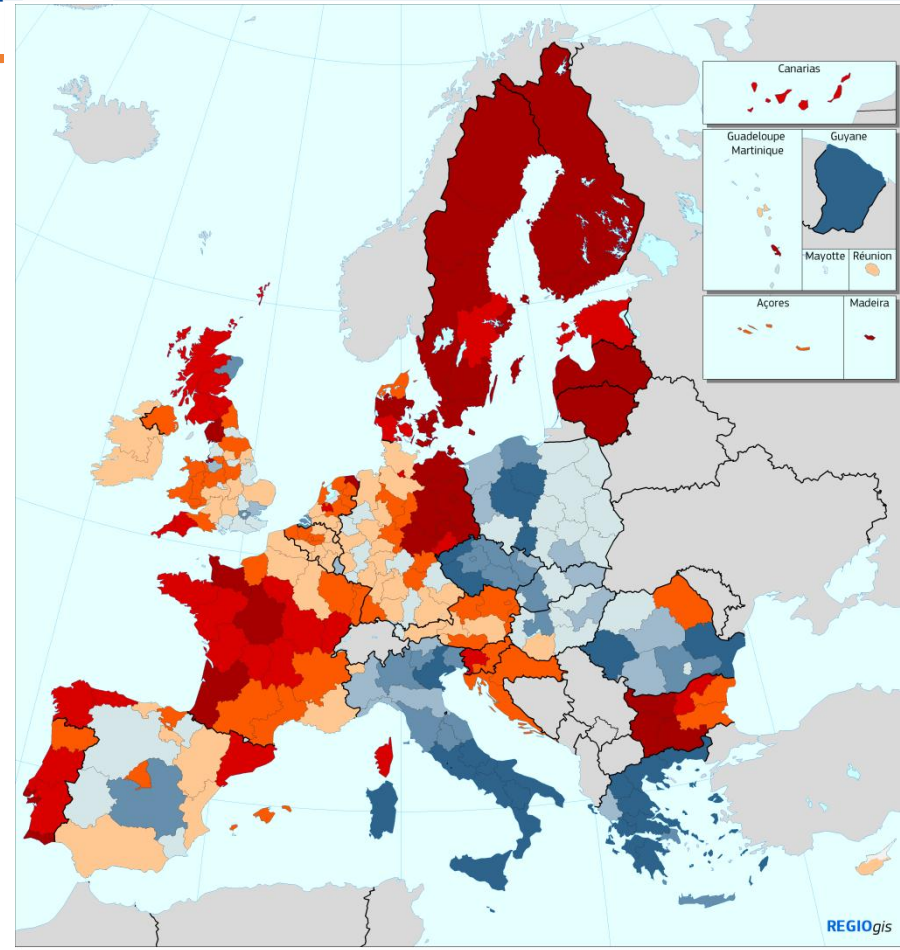 Canarias
Guadeloupe
Martinique
Guyane
Mayotte
Réunion
Açores
Madeira
REGIOgis